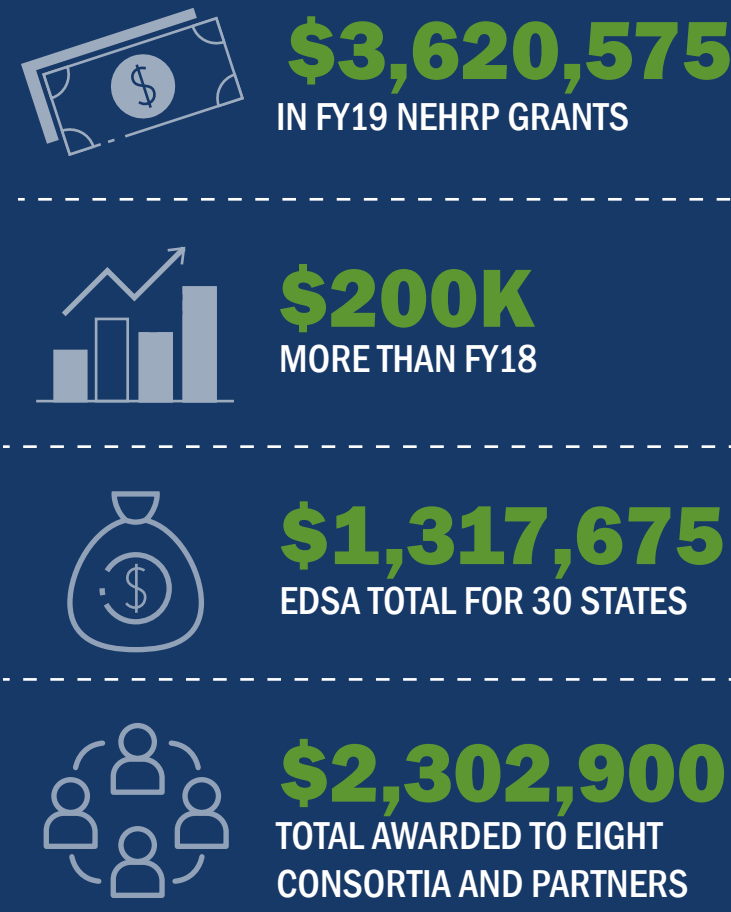 $
$3,620,575
IN FY19 NEHRP GRANTS
$200K
MORE THAN FY18
$
$1,317,675
EDSA TOTAL FOR 30 STATES
$2,302,900
TOTAL AWARDED TO EIGHT
CONSORTIA AND PARTNERS